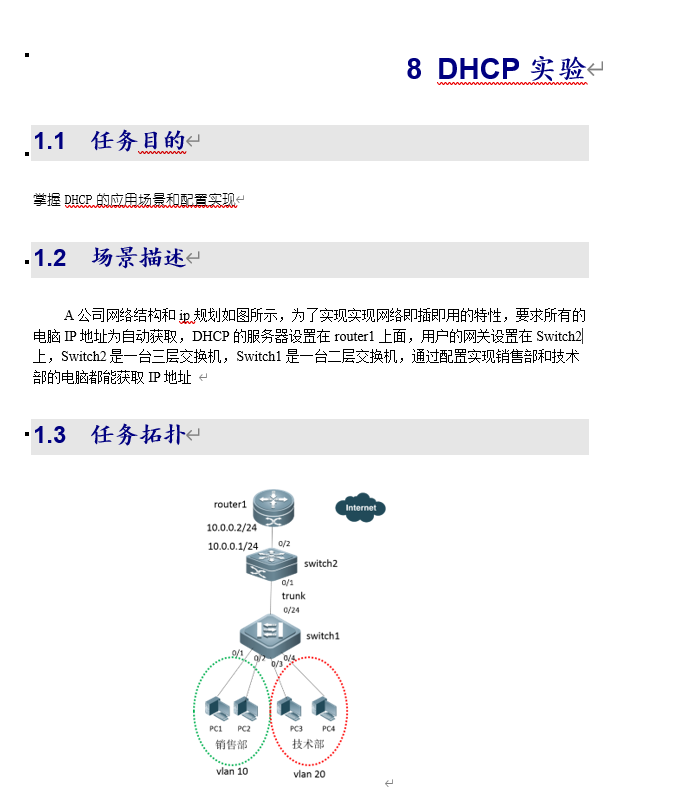 8 DHCP 实验
1.1 任务目的
掌握 DHCP 的应用场景和配置实现
1.2 场景描述
A 公司网络结构和 ip 规划如图所示，为了实现实现网络即插即用的特性，要求所有的
电脑 IP 地址为自动获取，DHCP 的服务器设置在 router1 上面，用户的网关设置在 Switch2
上，Switch2 是一台三层交换机，Switch1 是一台二层交换机，通过配置实现销售部和技术
部的电脑都能获取 IP 地址
1.3 任务拓扑
router1
Internet
10.0.0.2/24
10.0.0.1/24
0/2
switch2
0/1
trunk
0/24
switch1
0/1
0/2
0/3
0/4
PC1
PC2
PC3
PC4
销售部
技术部
vlan 10
vlan 20